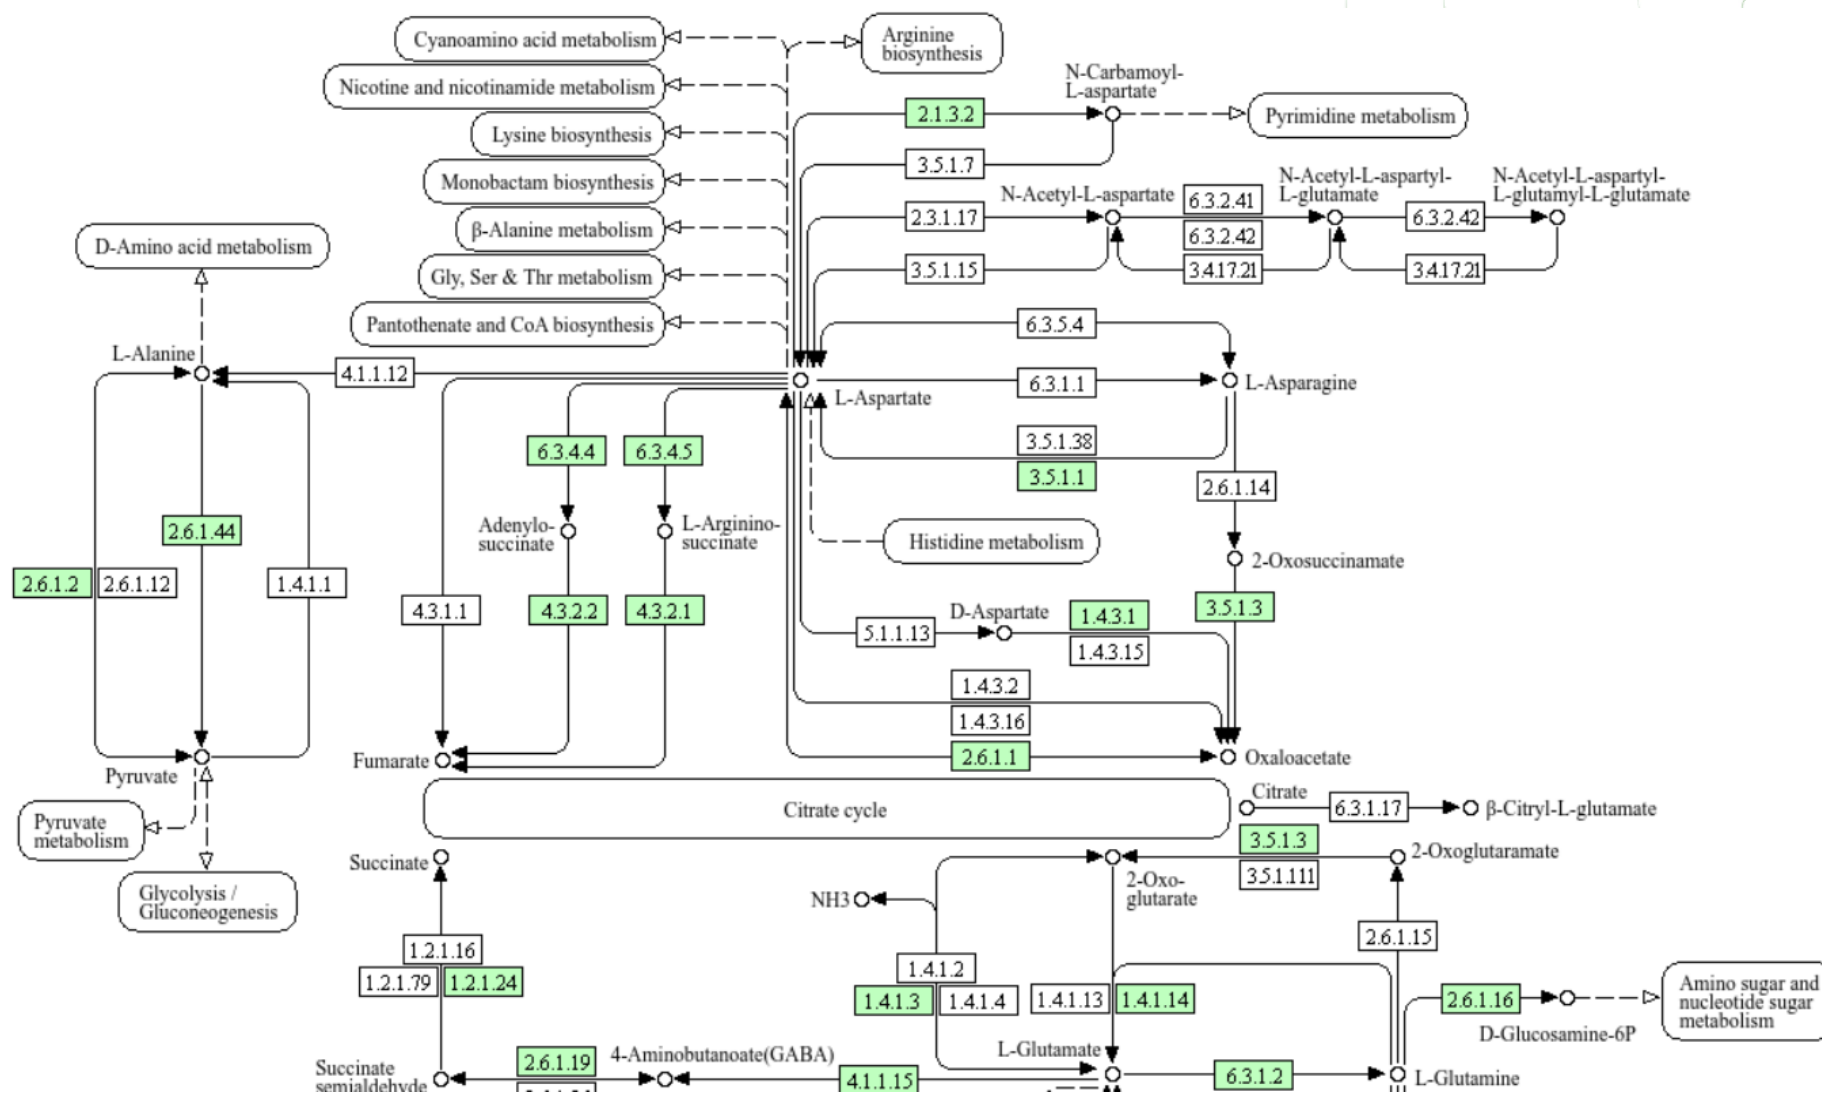 Cyanoamino acid metabolism
Arginine
biosynthesis
Nicotine and nicotinamide metabolism
N-Carbamoyl-
L-aspartate
2.1.3.2
Pyrimidine metabolism
Lysine biosynthesis
3.5.1.7
Monobactam biosynthesis
N-Acetyl-L-aspartate
6.3.2.41
N-Acetyl-L-aspartyl-
L-glutamate
N-Acetyl-L-aspartyl-
L-glutamyl-L-glutamate
2.3.1.17
6.3.2.42
6.3.2.42
β-Alanine metabolism
D-Amino acid metabolism
Gly, Ser & Thr metabolism
3.5.1.15
3.4.17.21
3.4.17.21
Pantothenate and CoA biosynthesis
6.3.5.4
L-Alanine
4.1.1.12
6.3.1.1
L-Asparagine
L-Aspartate
6.3.4.4
6.3.4.5
3.5.1.38
3.5.1.1
2.6.1.14
2.6.1.44
Adenylo-
succinate
L-Arginino-
succinate
Histidine metabolism
2-Oxosuccinamate
2.6.1.2
2.6.1.12
1.4.1.1
4.3.1.1
4.3.2.2
4.3.2.1
D-Aspartate
1.4.3.1
3.5.1.3
5.1.1.13
1.4.3.15
1.4.3.2
1.4.3.16
Fumarate
2.6.1.1
Oxaloacetate
Pyruvate
Citrate cycle
Citrate
6.3.1.17
β-Citryl-L-glutamate
Pyruvate
metabolism
3.5.1.3
Succinate
2-Oxoglutaramate
3.5.1.111
2-Oxo-
glutarate
Glycolysis /
Gluconeogenesis
NH3
2.6.1.15
1.2.1.16
1.2.1.79
1.2.1.24
1.4.1.2
1.4.1.3
1.4.1.4
1.4.1.13
1.4.1.14
2.6.1.16
Amino sugar and
nucleotide sugar
metabolism
D-Glucosamine-6P
2.6.1.19
4-Aminobutanoate(GABA)
L-Glutamate
Succinate
semialdehyde
4.1.1.15
6.3.1.2
L-Glutamine